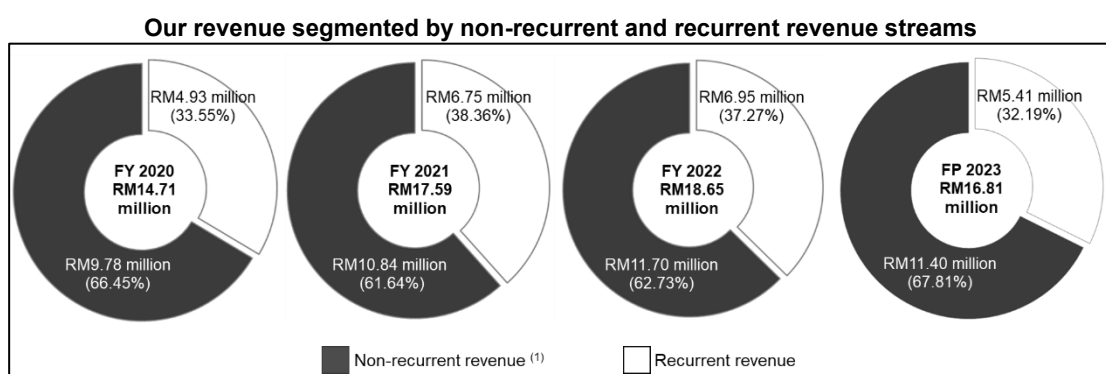 Our revenue segmented by non-recurrent and recurrent revenue streams
RM4.93 million
(33.55%)
FY 2020
RM14.71
million
RM9.78 million
(66.45%)
RM6.75 million
(38.36%)
FY 2021
RM17.59
million
RM10.84 million
(61.64%)
RM6.95 million
(37.27%)
FY 2022
RM18.65
million
RM11.70 million
(62.73%)
RM5.41 million
(32.19%)
FP 2023
RM16.81
million
RM11.40 million
(67.81%)
Non-recurrent revenue (1)
Recurrent revenue